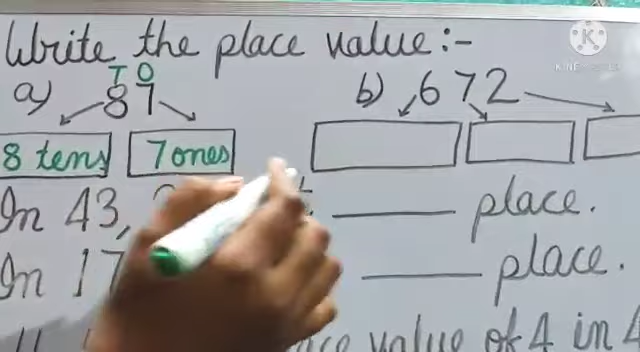 Write the place value :-
T O
a) 87 b) 672
8 tens 7 ones
In 43, place.
In 17 place.
value of 4 in